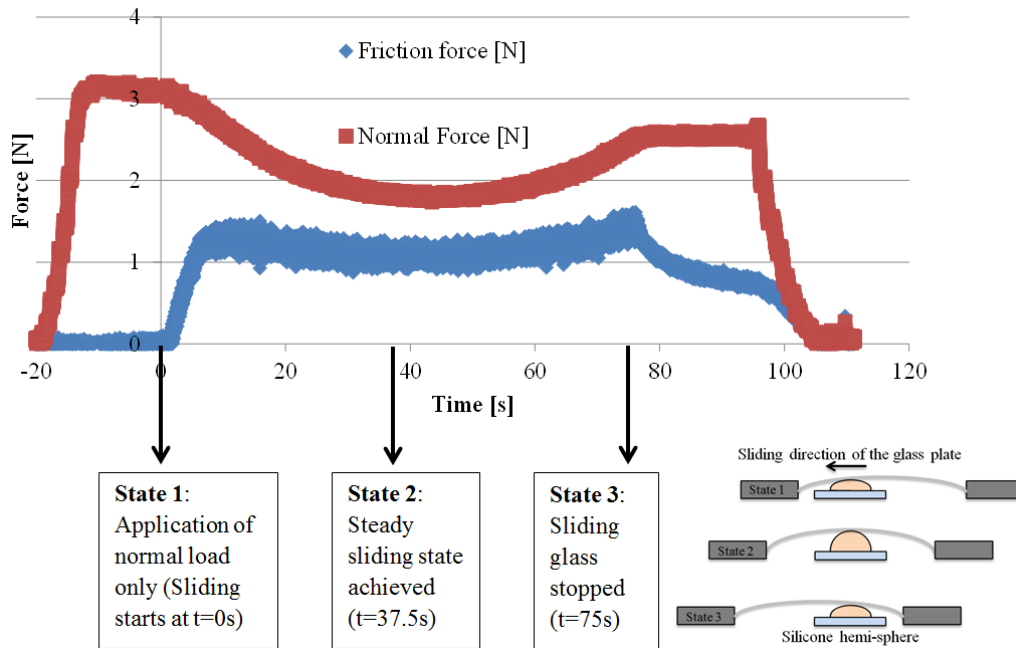 4
Friction force [N]
3
Normal Force [N]
Force [N]
2
1
0
-20
0
20
40
60
80
100
120
Time [s]
State 1:
Application of
normal load
only (Sliding
starts at t=0s)
State 2:
Steady
sliding state
achieved
(t=37.5s)
State 3:
Sliding
glass
stopped
(t=75s)
Sliding direction of the glass plate
State 1
State 2
State 3
Silicone hemi-sphere